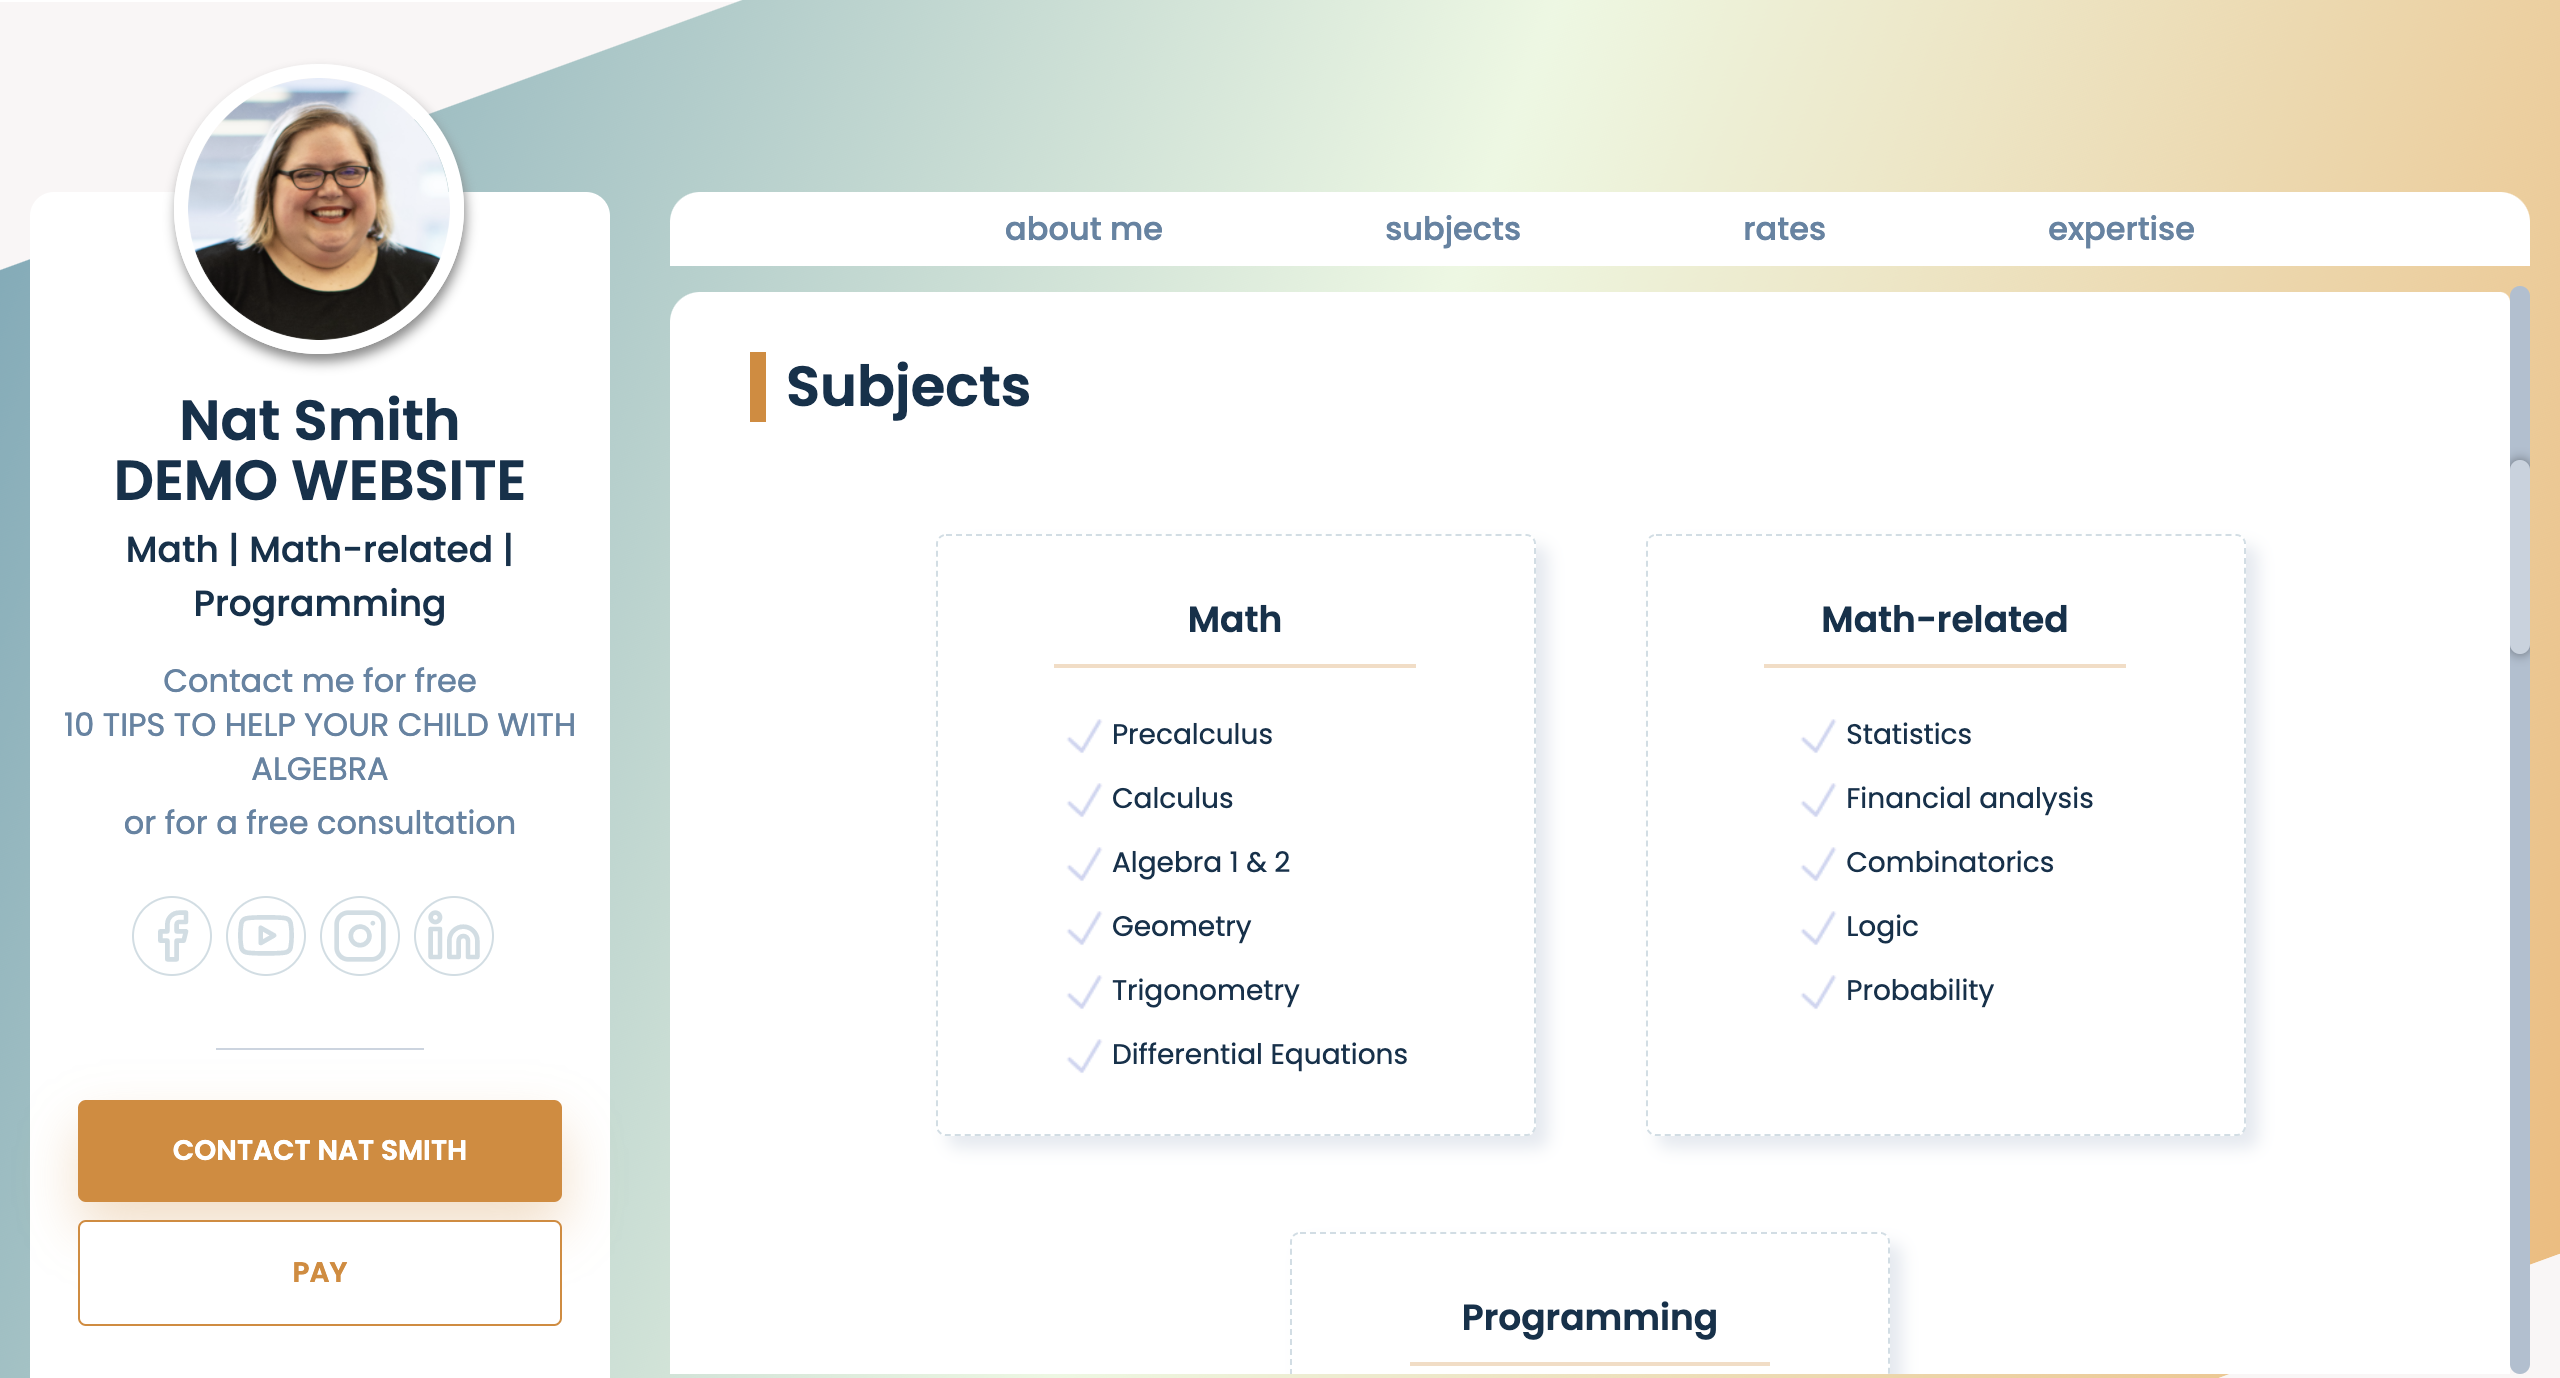 about me
subjects
rates
expertise
Nat Smith
DEMO WEBSITE
Math | Math-related |
Programming
Contact me for free
10 TIPS TO HELP YOUR CHILD WITH
ALGEBRA
or for a free consultation
CONTACT NAT SMITH
PAY
Subjects
Math
Precalculus
Calculus
Algebra 1 & 2
Geometry
Trigonometry
Differential Equations
Math-related
Statistics
Financial analysis
Combinatorics
Logic
Probability
Programming